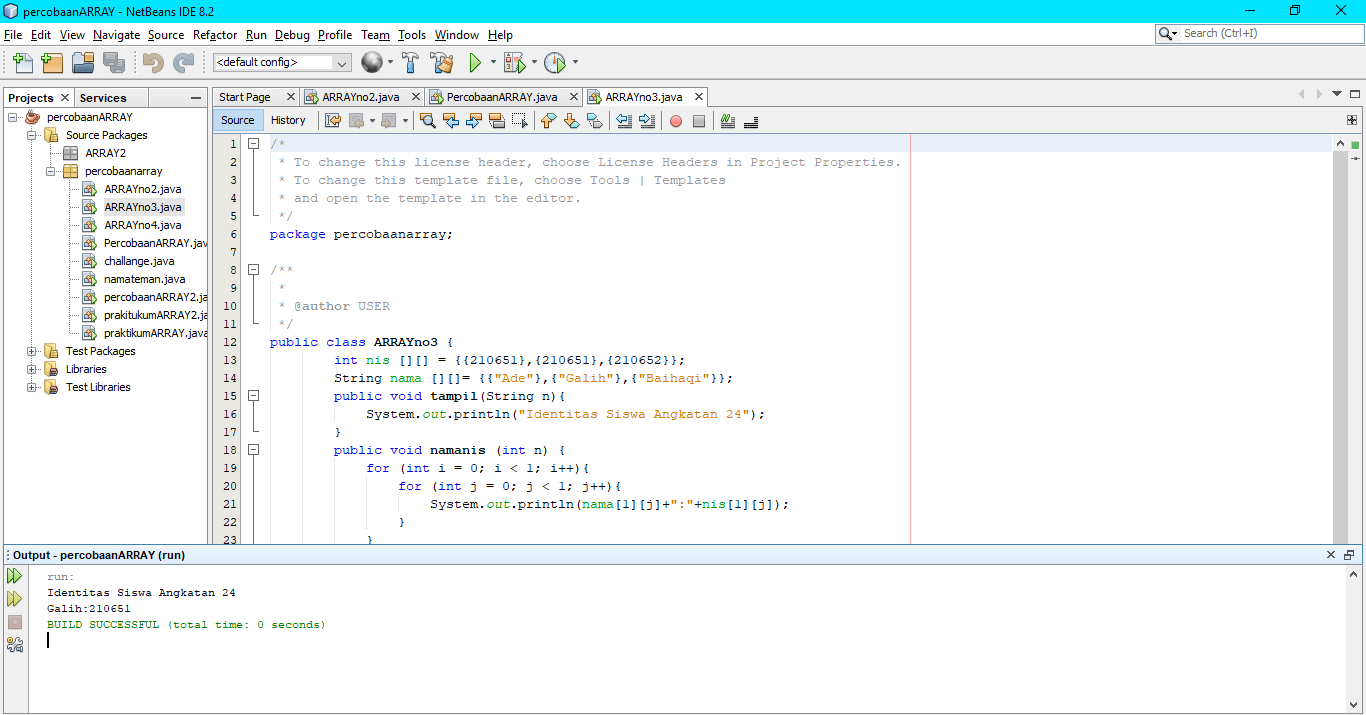 percobaanARRAY - NetBeans IDE 8.2
File Edit View Navigate Source Refactor Run Debug Profile Team Tools Window Help
Search (Ctrl+I)
<default config>
Projects
Services
percobaanARRAY
Source Packages
ARRAY2
percobaanarray
ARRAYno2.java
ARRAYno3.java
ARRAYno4.java
PercobaanARRAY.jav
challange.java
namateman.java
percobaanARRAY2.ja
prakitukumARRAY2.ja
praktikumARRAY.java
Test Packages
Libraries
Test Libraries
Start Page ARRAYno2.java PercobaanARRAY.java ARRAYno3.java
Source History
1 /*
2 * To change this license header, choose License Headers in Project Properties.
3 * To change this template file, choose Tools | Templates
4 * and open the template in the editor.
5 */
6 package percobaanarray;
7
8 /**
9 *
10 * @author USER
11 */
12 public class ARRAYno3 {
13 int nis [][] = {{210651},{210651},{210652}};
14 String nama [][]= {{"Ade"},{"Galih"},{"Baihaqi"}};
15 public void tampil(String n){
16 System.out.println("Identitas Siswa Angkatan 24");
17 }
18 public void namanis (int n) {
19 for (int i = 0; i < 1; i++){
20 for (int j = 0; j < 1; j++){
21 System.out.println(nama[1][j]+":"+nis[1][j]);
22 }
23 }
Output - percobaanARRAY (run)
run:
Identitas Siswa Angkatan 24
Galih:210651
BUILD SUCCESSFUL (total time: 0 seconds)